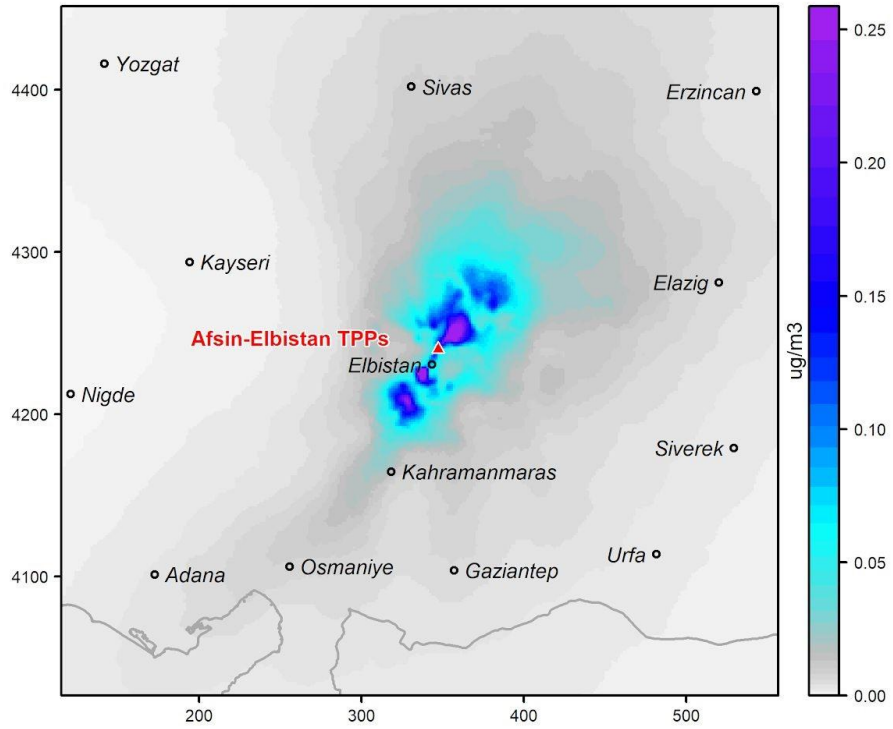 Yozgat
Sivas
Erzincan
Kayseri
Elazig
Afsin-Elbistan TPPs
Elbistan
Nigde
Siverek
Kahramanmaras
Urfa
Adana
Osmaniye
Gaziantep
4400
4300
4200
4100
200
300
400
500
0.25
0.20
0.15
0.10
0.05
0.00
ug/m3